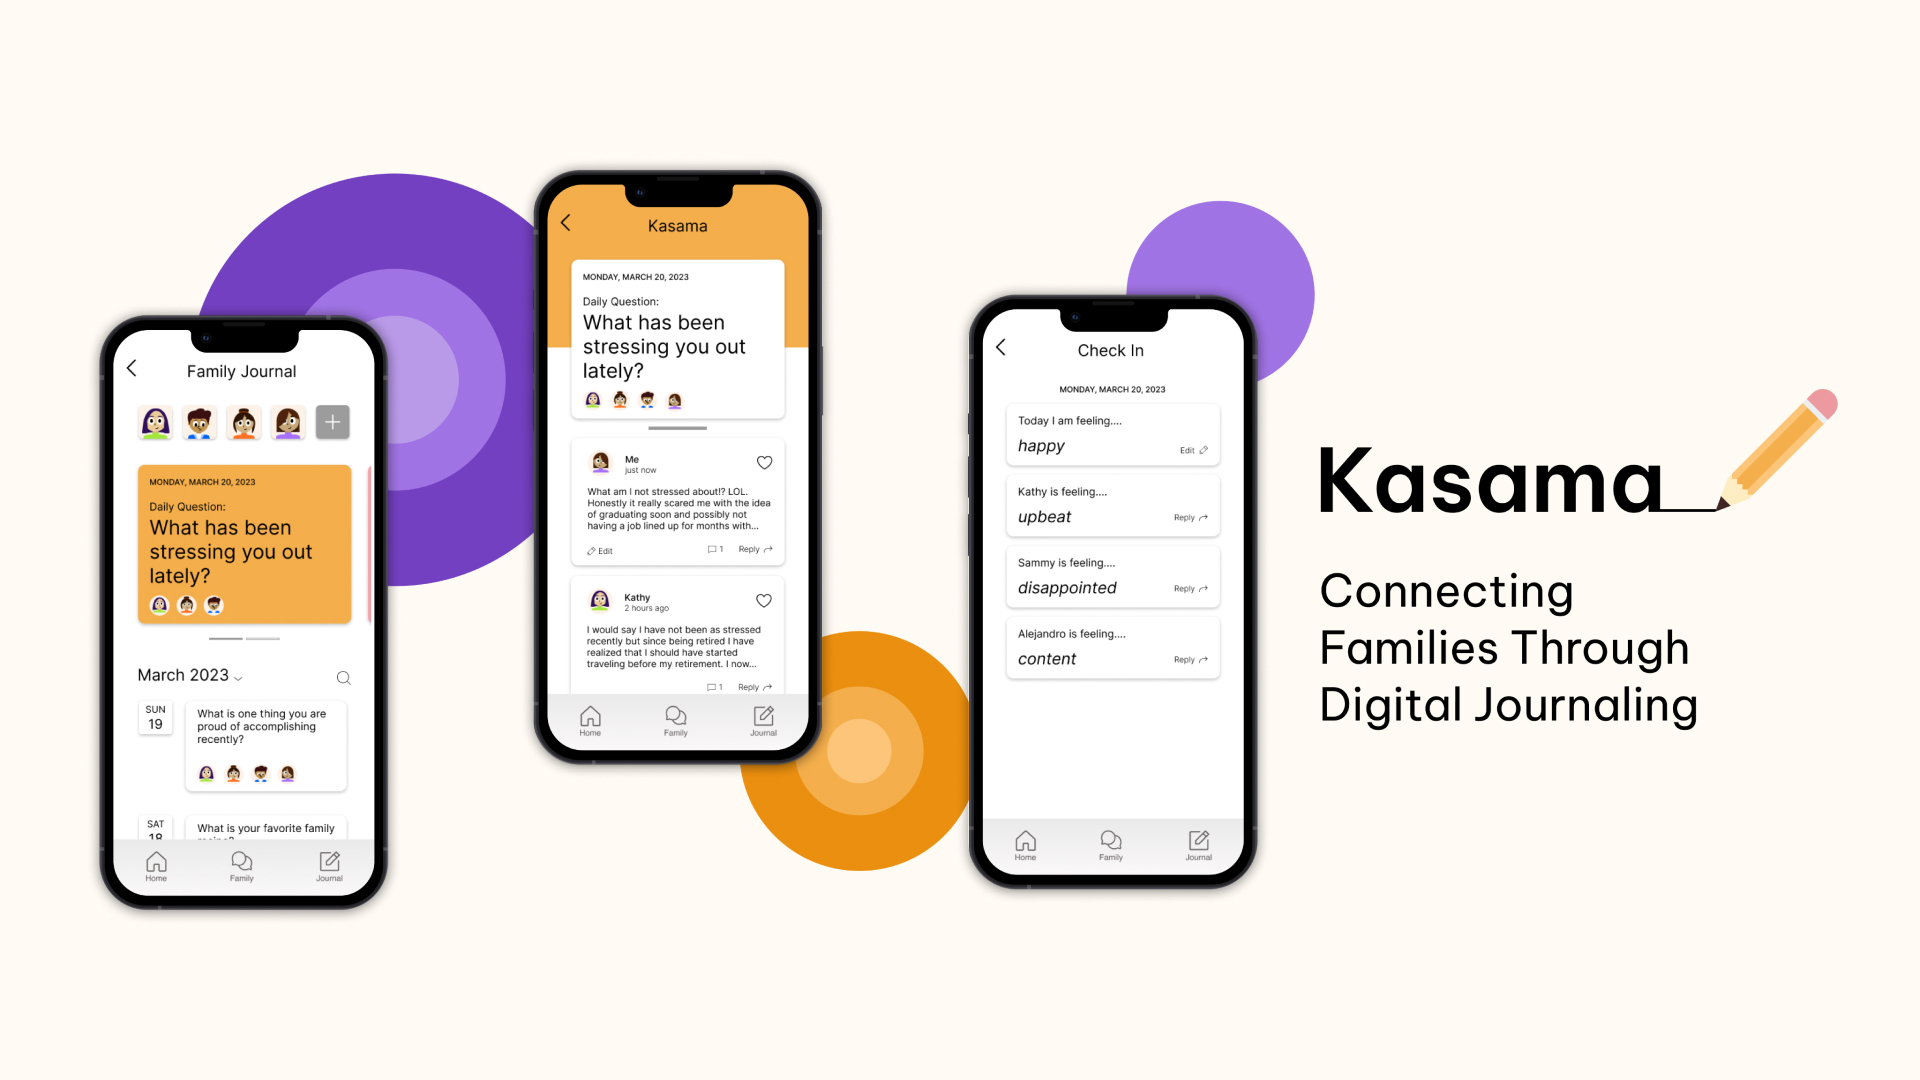 Family Journal
MONDAY, MARCH 20, 2023
Daily Question:
What has been
stressing you out
lately?
March 2023
SUN
19
What is one thing you are
proud of accomplishing
recently?
SAT
18
What is your favorite family
recipe?
Home
Family
Journal
Kasama
MONDAY, MARCH 20, 2023
Daily Question:
What has been
stressing you out
lately?
Me
just now
What am I not stressed about!? LOL.
Honestly it really scared me with the idea
of graduating soon and possibly not
having a job lined up for months with...
Edit
1
Reply
Kathy
2 hours ago
I would say I have not been as stressed
recently but since being retired I have
realized that I should have started
traveling before my retirement. I now...
1
Reply
Home
Family
Journal
Check In
MONDAY, MARCH 20, 2023
Today I am feeling....
happy
Edit
Kathy is feeling....
upbeat
Reply
Sammy is feeling....
disappointed
Reply
Alejandro is feeling....
content
Reply
Home
Family
Journal
Kasama
Connecting
Families Through
Digital Journaling